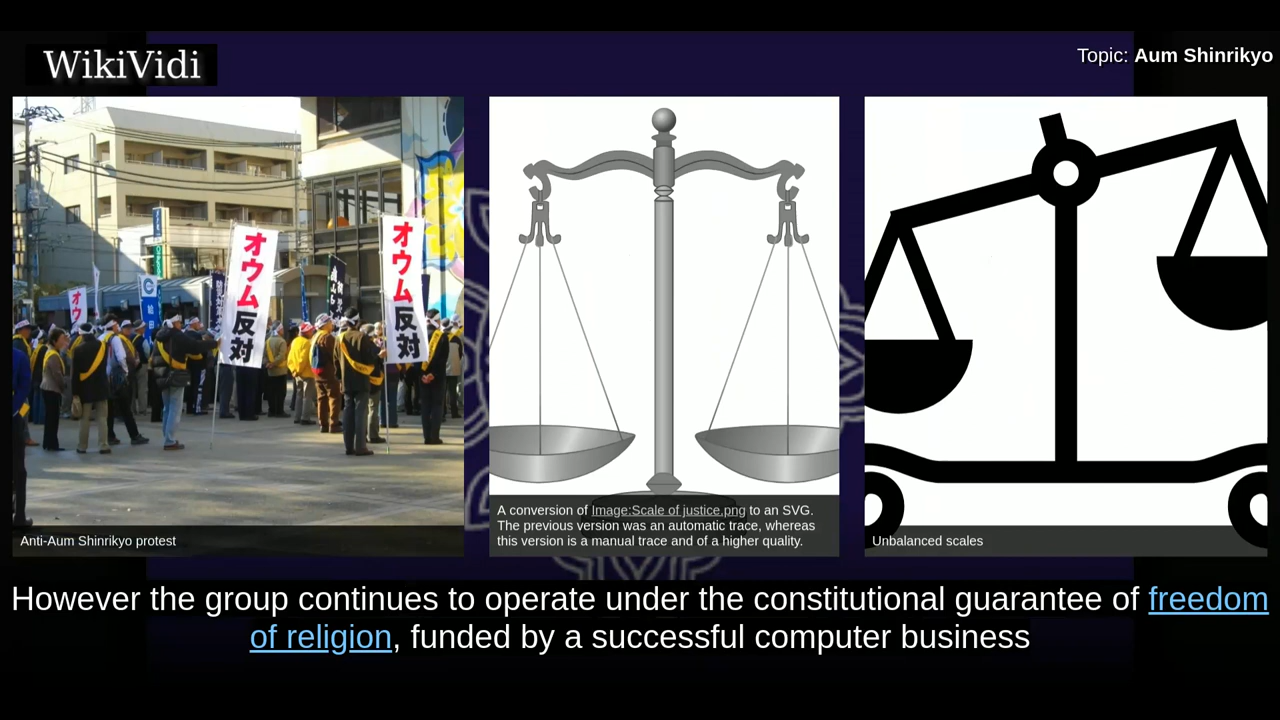 WikiVidi
Topic: Aum Shinrikyo
オウム反対
オウム反対
オウ
Anti-Aum Shinrikyo protest
A conversion of Image:Scale of justice.png to an SVG.
The previous version was an automatic trace, whereas
this version is a manual trace and of a higher quality.
Unbalanced scales
However the group continues to operate under the constitutional guarantee of freedom
of religion, funded by a successful computer business